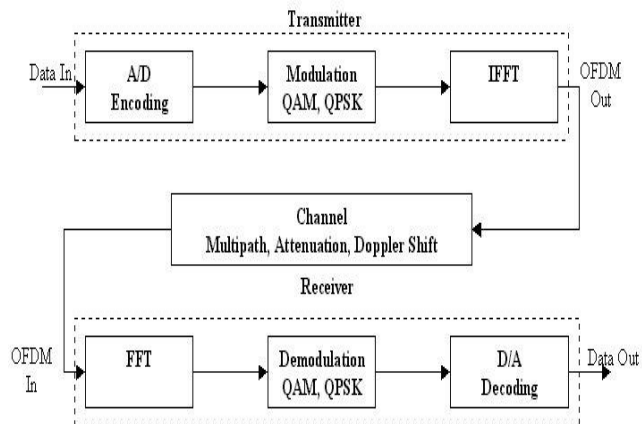 Transmitter
Data In
A/D
Encoding
Modulation
QAM, QPSK
IFFT
OFDM
Out
Channel
Multipath, Attenuation, Doppler Shift
Receiver
OFDM
In
FFT
Demodulation
QAM, QPSK
D/A
Decoding
Data Out